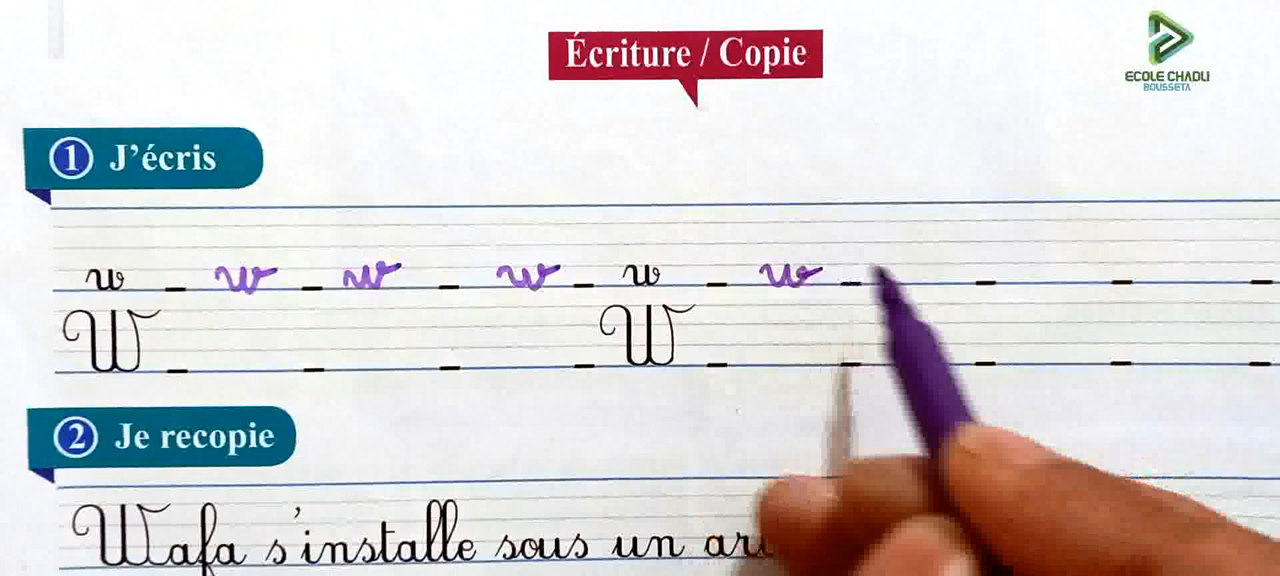 Écriture / Copie
ECOLE CHADLI
BOUSSETA
1 J'écris
w _ w _ w _ w _ w _ w _ _ _ _
W _ _ _ _ W _ _ _ _ _
2 Je recopie
Wafa s'installe sous un